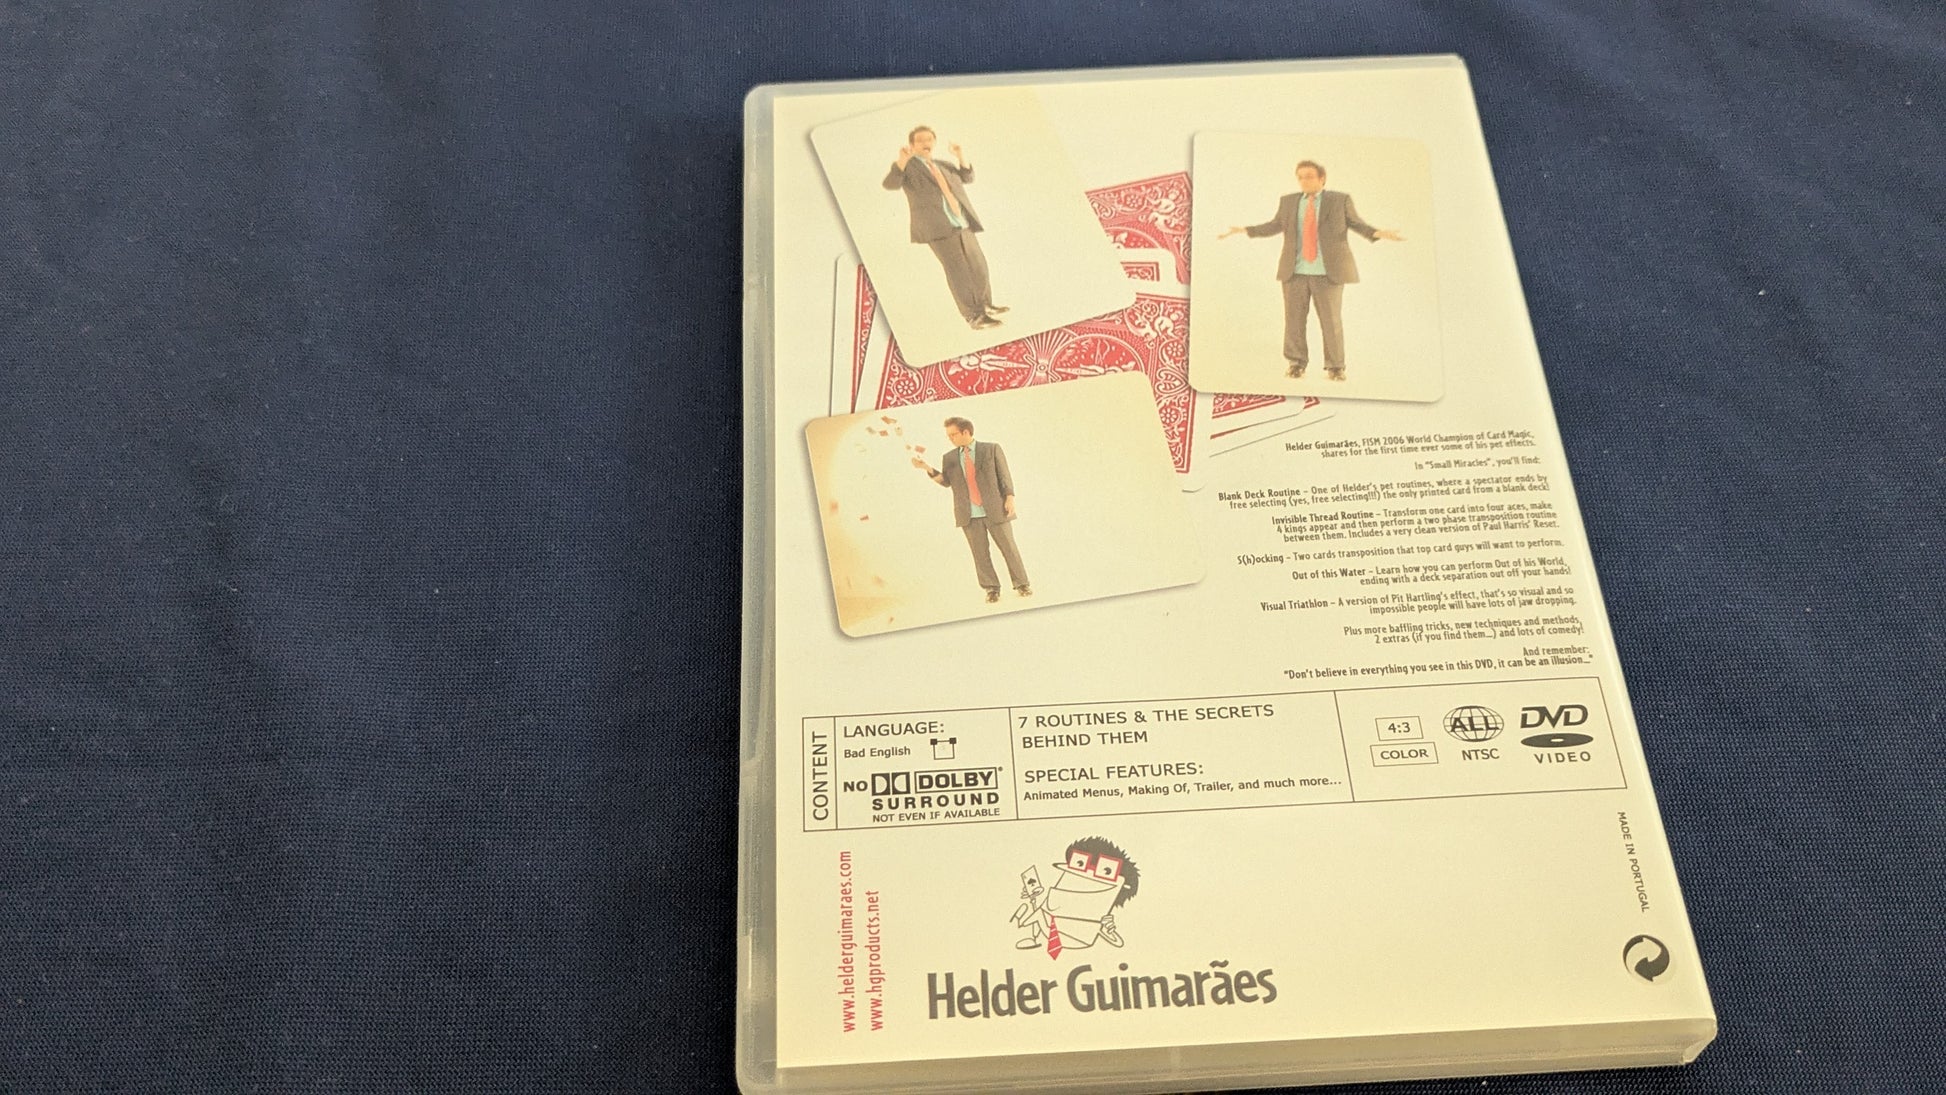 Helder Guimarães, FISM 2006 World Champion of Card Magic,
shares for the first time ever some of his pet effects.
In "Small Miracles", you'll find:
Blank Deck Routine – One of Helder's pet routines, where a spectator ends by
free selecting (yes, free selecting!!!) the only printed card from a blank deck!
Invisible Thread Routine – Transform one card into four aces, make
4 kings appear and then perform a two phase transposition routine
between them. Includes a very clean version of Paul Harris' Reset.
S(h)ocking – Two cards transposition that top card guys will want to perform.
Out of this Water – Learn how you can perform Out of his World,
ending with a deck separation out off your hands!
Visual Triathlon – A version of Pit Hartling's effect, that's so visual and so
impossible people will have lots of jaw dropping.
Plus more baffling tricks, new techniques and methods,
2 extras (if you find them...) and lots of comedy!
And remember:
"Don't believe in everything you see in this DVD, it can be an illusion..."
CONTENT
LANGUAGE:
Bad English
NO DOLBY
SURROUND
NOT EVEN IF AVAILABLE
7 ROUTINES & THE SECRETS
BEHIND THEM
SPECIAL FEATURES:
Animated Menus, Making Of, Trailer, and much more...
4:3
COLOR
ALL
NTSC
DVD
VIDEO
MADE IN PORTUGAL
www.helderguimaraes.com
www.hgproducts.net
Helder Guimarães